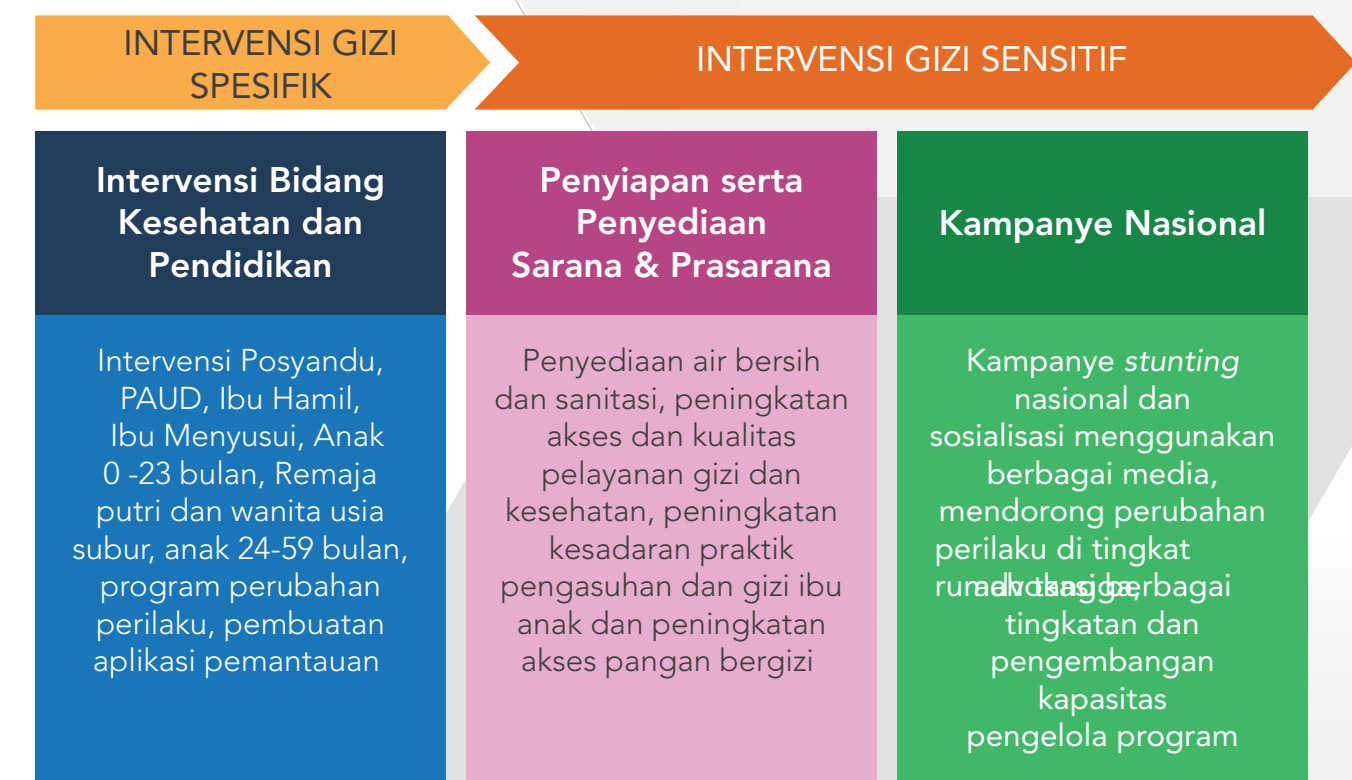 INTERVENSI GIZI
SPESIFIK
INTERVENSI GIZI SENSITIF
Intervensi Bidang
Kesehatan dan
Pendidikan
Intervensi Posyandu,
PAUD, Ibu Hamil,
Ibu Menyusui, Anak
0 -23 bulan, Remaja
putri dan wanita usia
subur, anak 24-59 bulan,
program perubahan
perilaku, pembuatan
aplikasi pemantauan
Penyiapan serta
Penyediaan
Sarana & Prasarana
Penyediaan air bersih
dan sanitasi, peningkatan
akses dan kualitas
pelayanan gizi dan
kesehatan, peningkatan
kesadaran praktik
pengasuhan dan gizi ibu
anak dan peningkatan
akses pangan bergizi
Kampanye Nasional
Kampanye stunting
nasional dan
sosialisasi menggunakan
berbagai media,
mendorong perubahan
perilaku di tingkat
rumah tangga,
advokasi berbagai
tingkatan dan
pengembangan
kapasitas
pengelola program